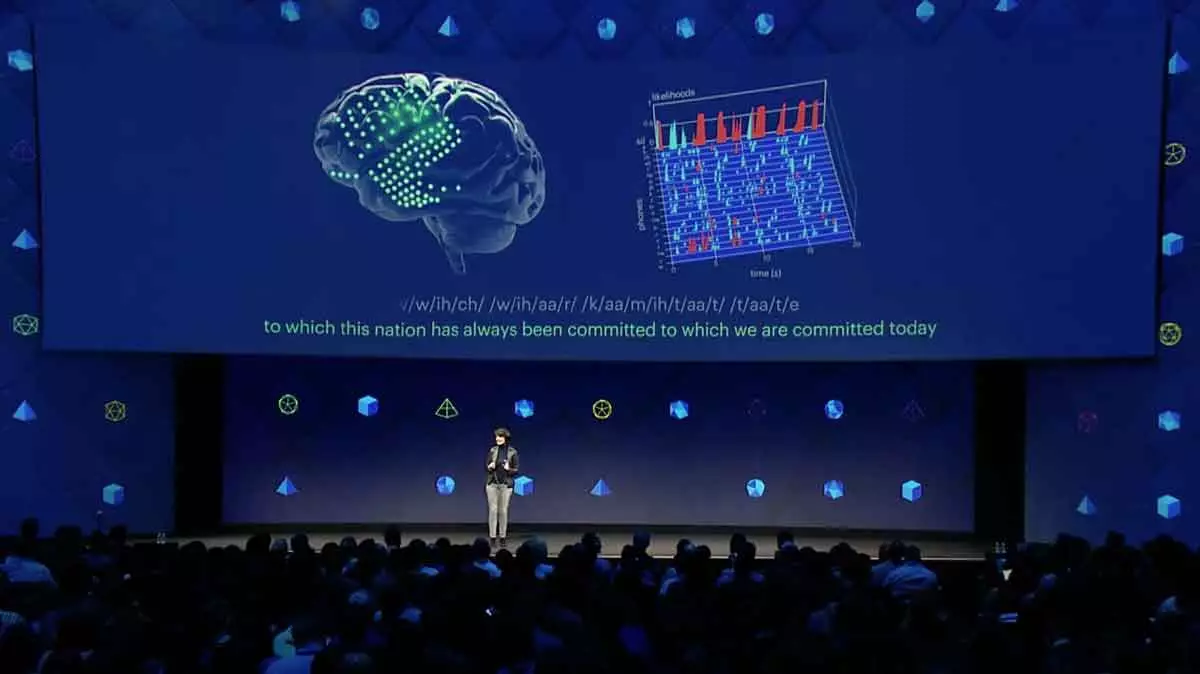 likelihoods
phones
0
5
10
15
20
time (s)
/w/ih/ch/ /w/ih/aa/r/ /k/aa/m/ih/t/aa/t/ /t/aa/t/e
to which this nation has always been committed to which we are committed today